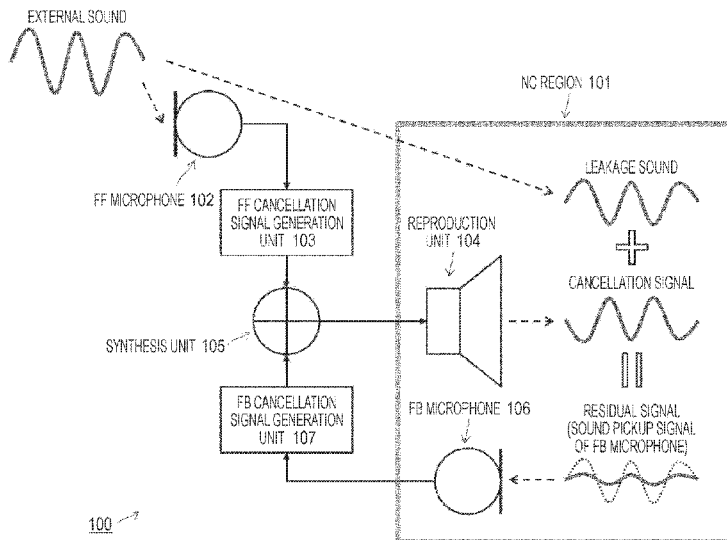 EXTERNAL SOUND
NC REGION 101
LEAKAGE SOUND
FF MICROPHONE 102
FF CANCELLATION
SIGNAL GENERATION
UNIT 103
REPRODUCTION
UNIT 104
CANCELLATION SIGNAL
SYNTHESIS UNIT 105
FB CANCELLATION
SIGNAL GENERATION
UNIT 107
FB MICROPHONE 106
RESIDUAL SIGNAL
(SOUND PICKUP SIGNAL
OF FB MICROPHONE)
100